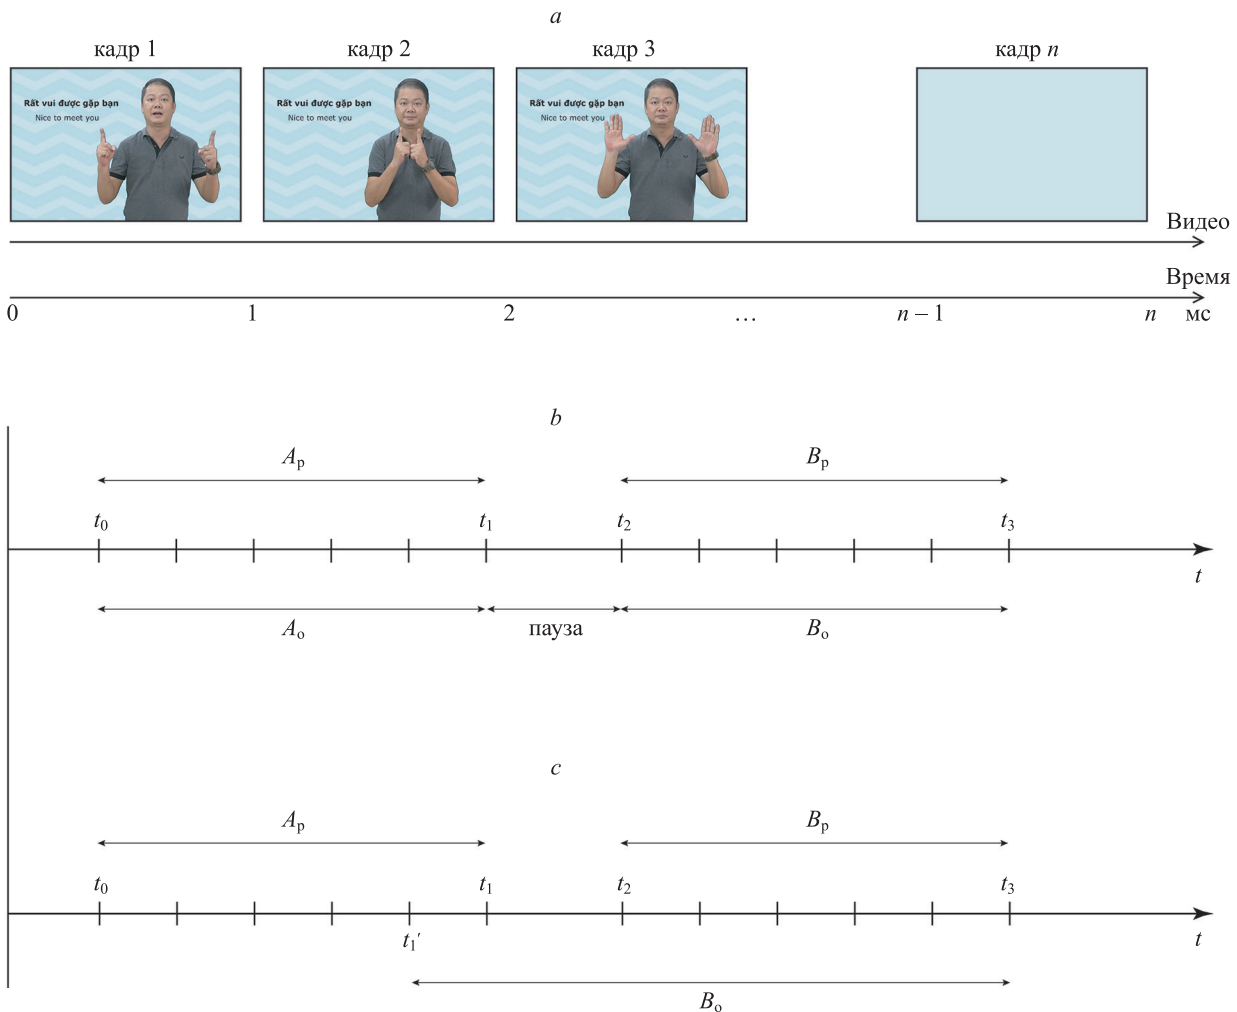 a
кадр 1 кадр 2 кадр 3 кадр n
Rất vui được gặp bạn
Nice to meet you
Rất vui được gặp bạn
Nice to meet you
Rất vui được gặp bạn
Nice to meet you
Видео
Время
0 1 2 … n – 1 n мс
b
Aр Bр
t0 t1 t2 t3
t
Aо пауза Bо
c
Aр Bр
t0 t1 t2 t3
t1′ t
Bо